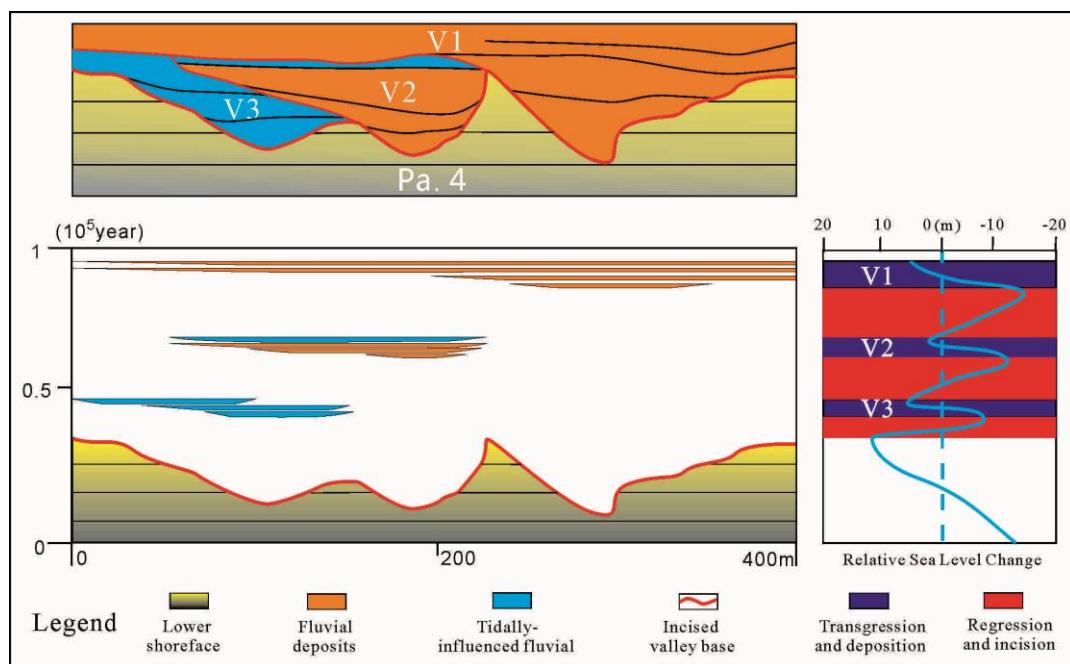 V1
V2
V3
Pa. 4
(10⁵year)
1
0.5
0
0
200
400m
20 10 0 (m) -10 -20
V1
V2
V3
Relative Sea Level Change
Legend
Lower
shoreface
Fluvial
deposits
Tidally-
influenced fluvial
Incised
valley base
Transgression
and deposition
Regression
and incision